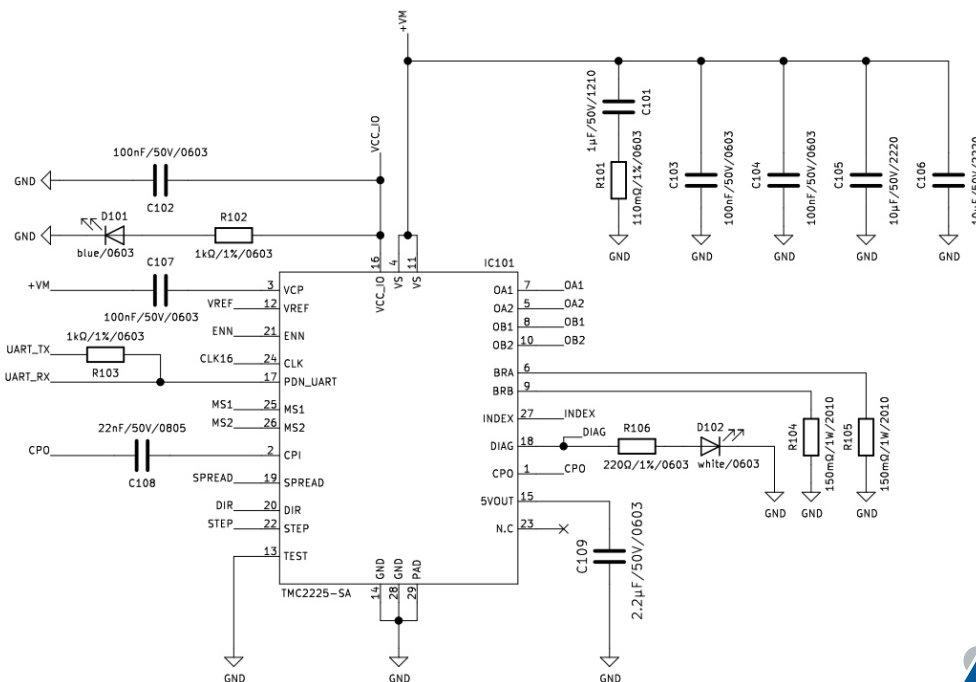 +VM
1µF/50V/1210
C101
R101
110mΩ/1%/0603
C103
100nF/50V/0603
C104
100nF/50V/0603
C105
10µF/50V/2220
C106
GND
GND
GND
GND
GND
VCC_IO
100nF/50V/0603
GND
C102
D101
R102
GND
blue/0603
1kΩ/1%/0603
C107
+VM
100nF/50V/0603
VREF
ENN
1kΩ/1%/0603
UART_TX
CLK16
R103
UART_RX
MS1
MS2
22nF/50V/0805
CPO
C108
SPREAD
DIR
STEP
16
4
11
VCC_IO
VS
VS
IC101
3 VCP
12 VREF
21 ENN
24 CLK
17 PDN_UART
25 MS1
26 MS2
2 CPI
19 SPREAD
20 DIR
22 STEP
13 TEST
OA1 7 OA1
OA2 5 OA2
OB1 8 OB1
OB2 10 OB2
BRA 6
BRB 9
INDEX 27 INDEX
DIAG 18 DIAG
CPO 1 CPO
5VOUT 15
N.C 23
GND
GND
PAD
14
28
29
TMC2225-SA
R106
D102
220Ω/1%/0603
white/0603
R104
150mΩ/1W/2010
R105
150mΩ/1W/2010
GND
GND
GND
C109
2.2µF/50V/0603
GND
GND
GND